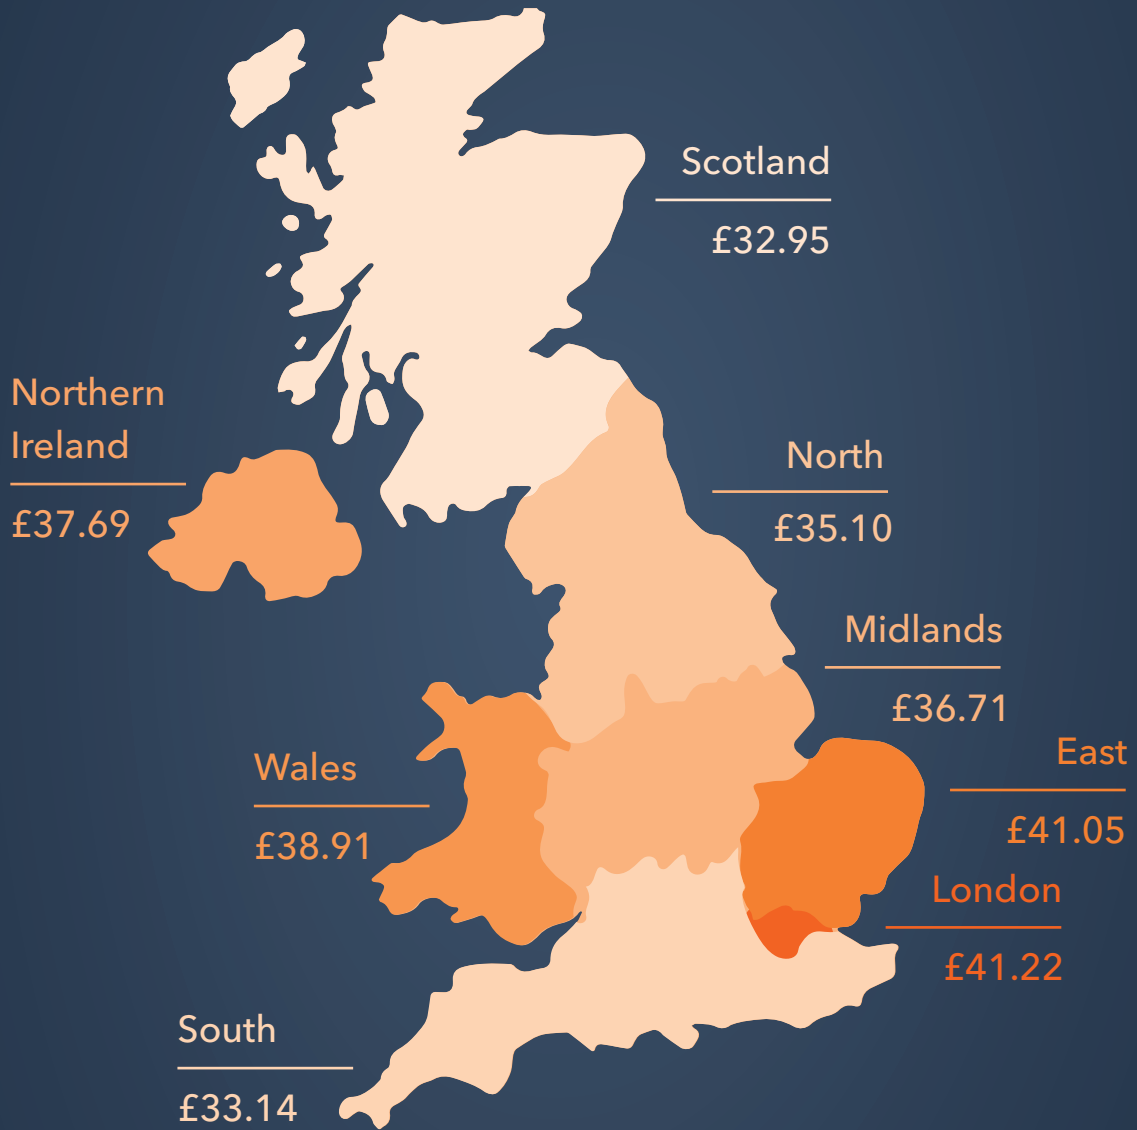 Scotland
£32.95
Northern
Ireland
£37.69
North
£35.10
Midlands
£36.71
East
£41.05
Wales
£38.91
London
£41.22
South
£33.14